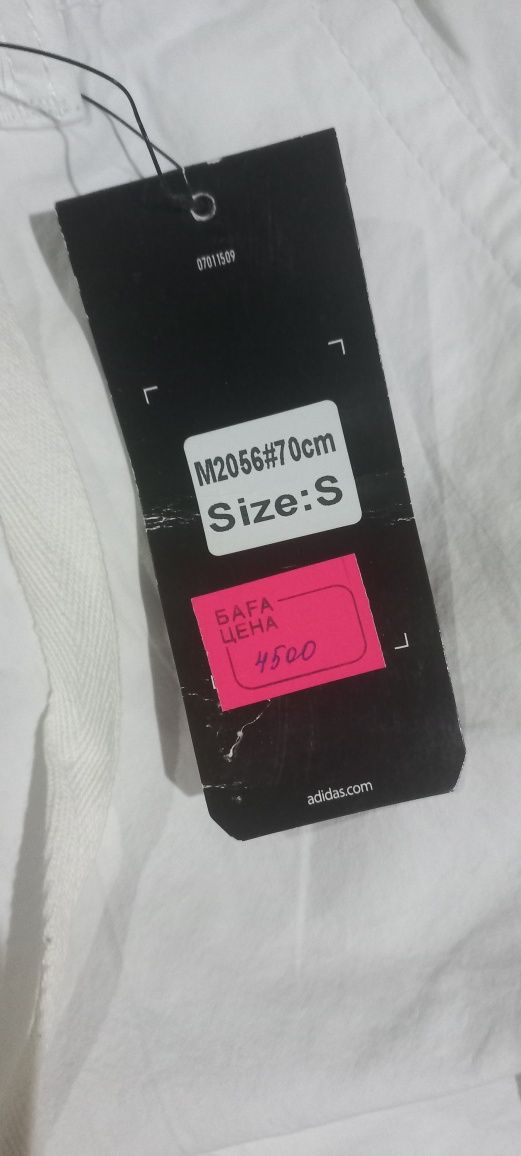 07011509
M2056#70cm
Size:S
БАҒА
ЦЕНА
4500
adidas.com